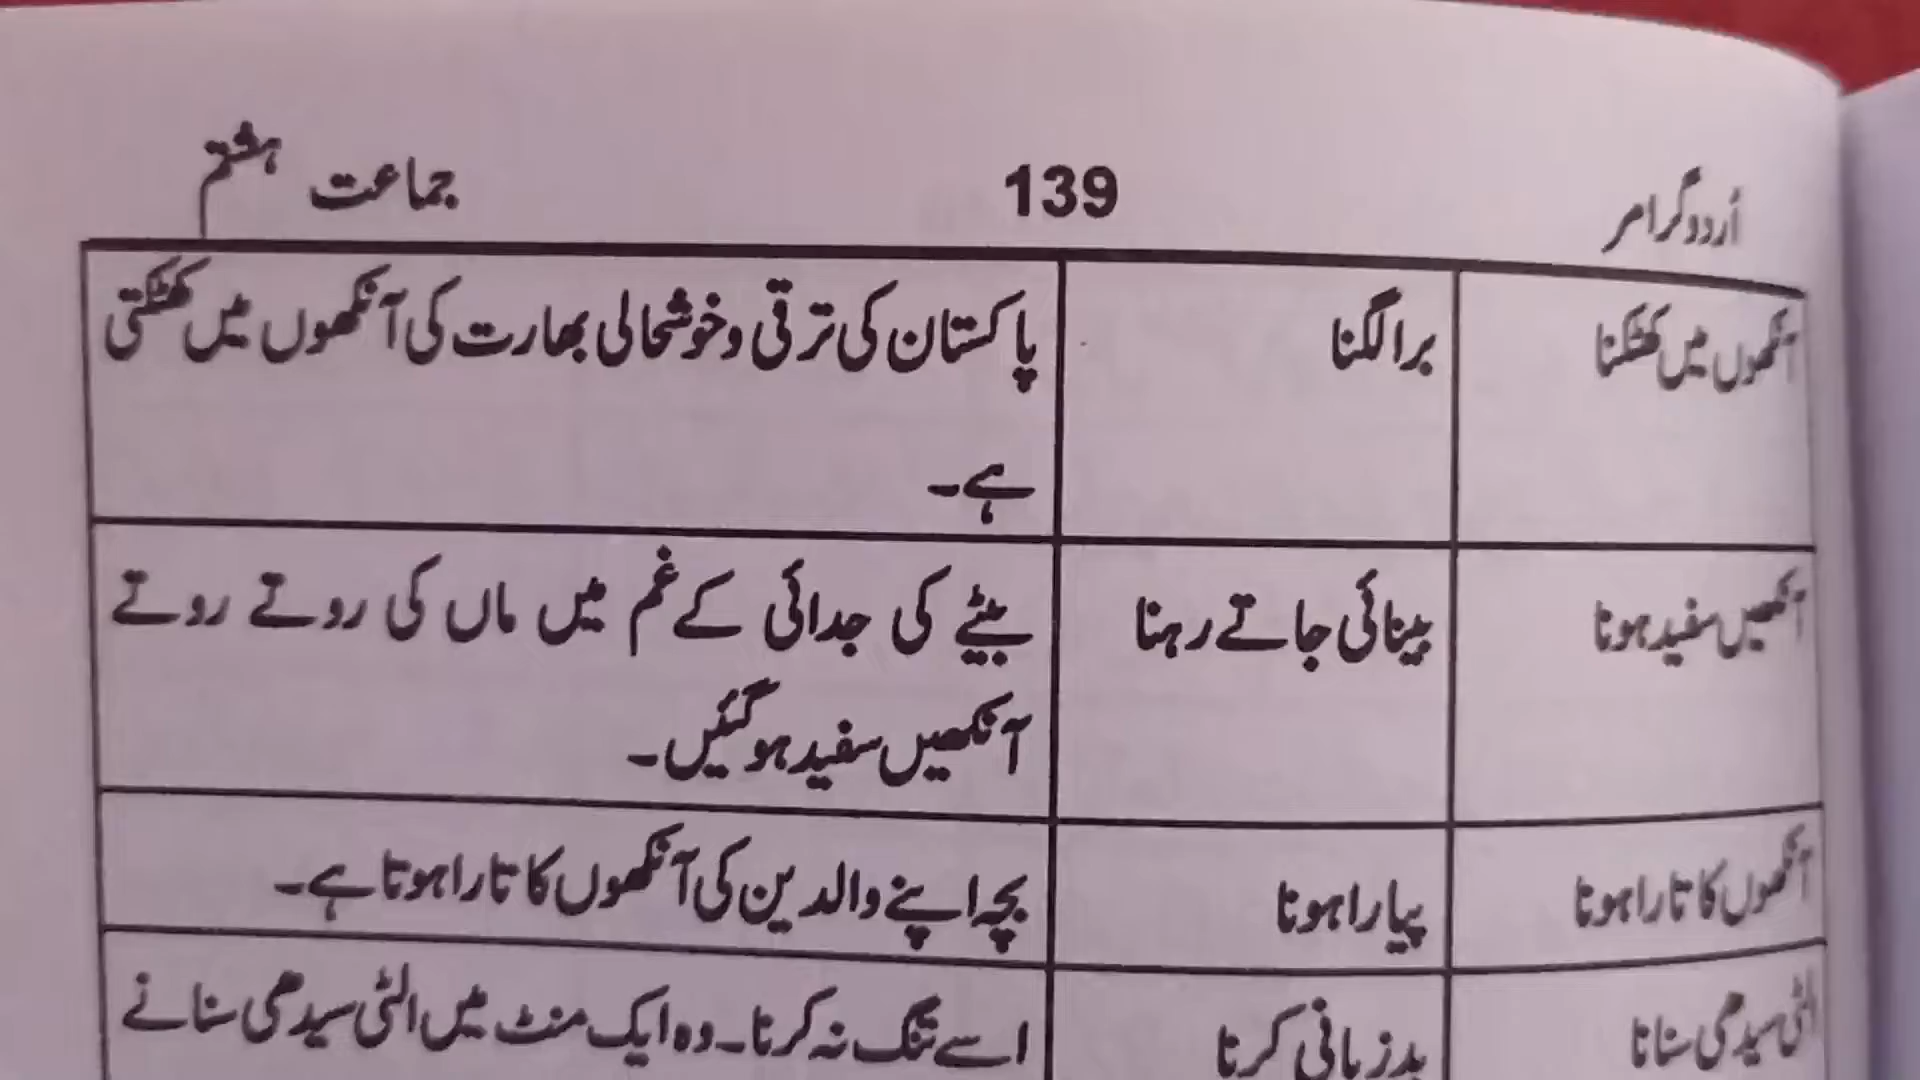 اُردو گرامر 139 جماعت ہشتم
آنکھوں میں کھٹکنا برا لگنا پاکستان کی ترقی و خوشحالی بھارت کی آنکھوں میں کھٹکتی
ہے۔
آنکھیں سفید ہونا بینائی جاتے رہنا بیٹے کی جدائی کے غم میں ماں کی روتے روتے
آنکھیں سفید ہو گئیں۔
آنکھوں کا تارا ہونا پیارا ہونا بچہ اپنے والدین کی آنکھوں کا تارا ہوتا ہے۔
الٹی سیدھی سنانا بدزبانی کرنا اسے تنگ نہ کرنا۔ وہ ایک منٹ میں الٹی سیدھی سنانے